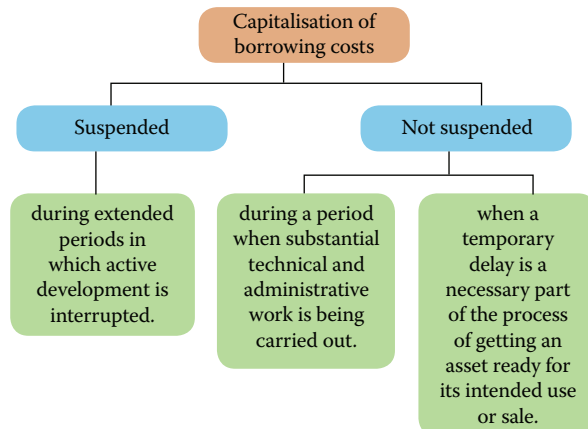 Capitalisation of
borrowing costs
Suspended
Not suspended
during extended
periods in
which active
development is
interrupted.
during a period
when substantial
technical and
administrative
work is being
carried out.
when a
temporary
delay is a
necessary part
of the process
of getting an
asset ready for
its intended use
or sale.